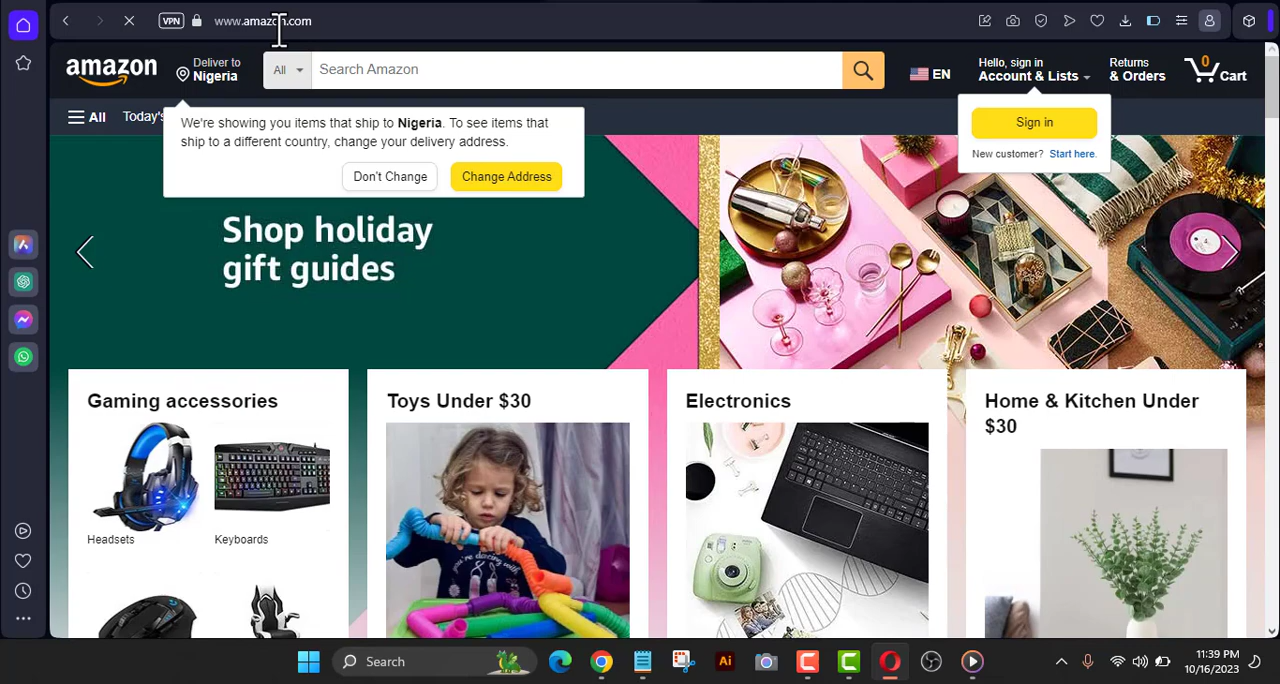 VPN
www.amazon.com
amazon
Deliver to
Nigeria
All
Search Amazon
EN
Hello, sign in
Account & Lists
Returns
& Orders
0
Cart
All
Today's
We're showing you items that ship to Nigeria. To see items that
ship to a different country, change your delivery address.
Don't Change
Change Address
Sign in
New customer? Start here.
Shop holiday
gift guides
Gaming accessories
Headsets
Keyboards
Toys Under $30
Electronics
Home & Kitchen Under
$30
Search
Ai
11:39 PM
10/16/2023